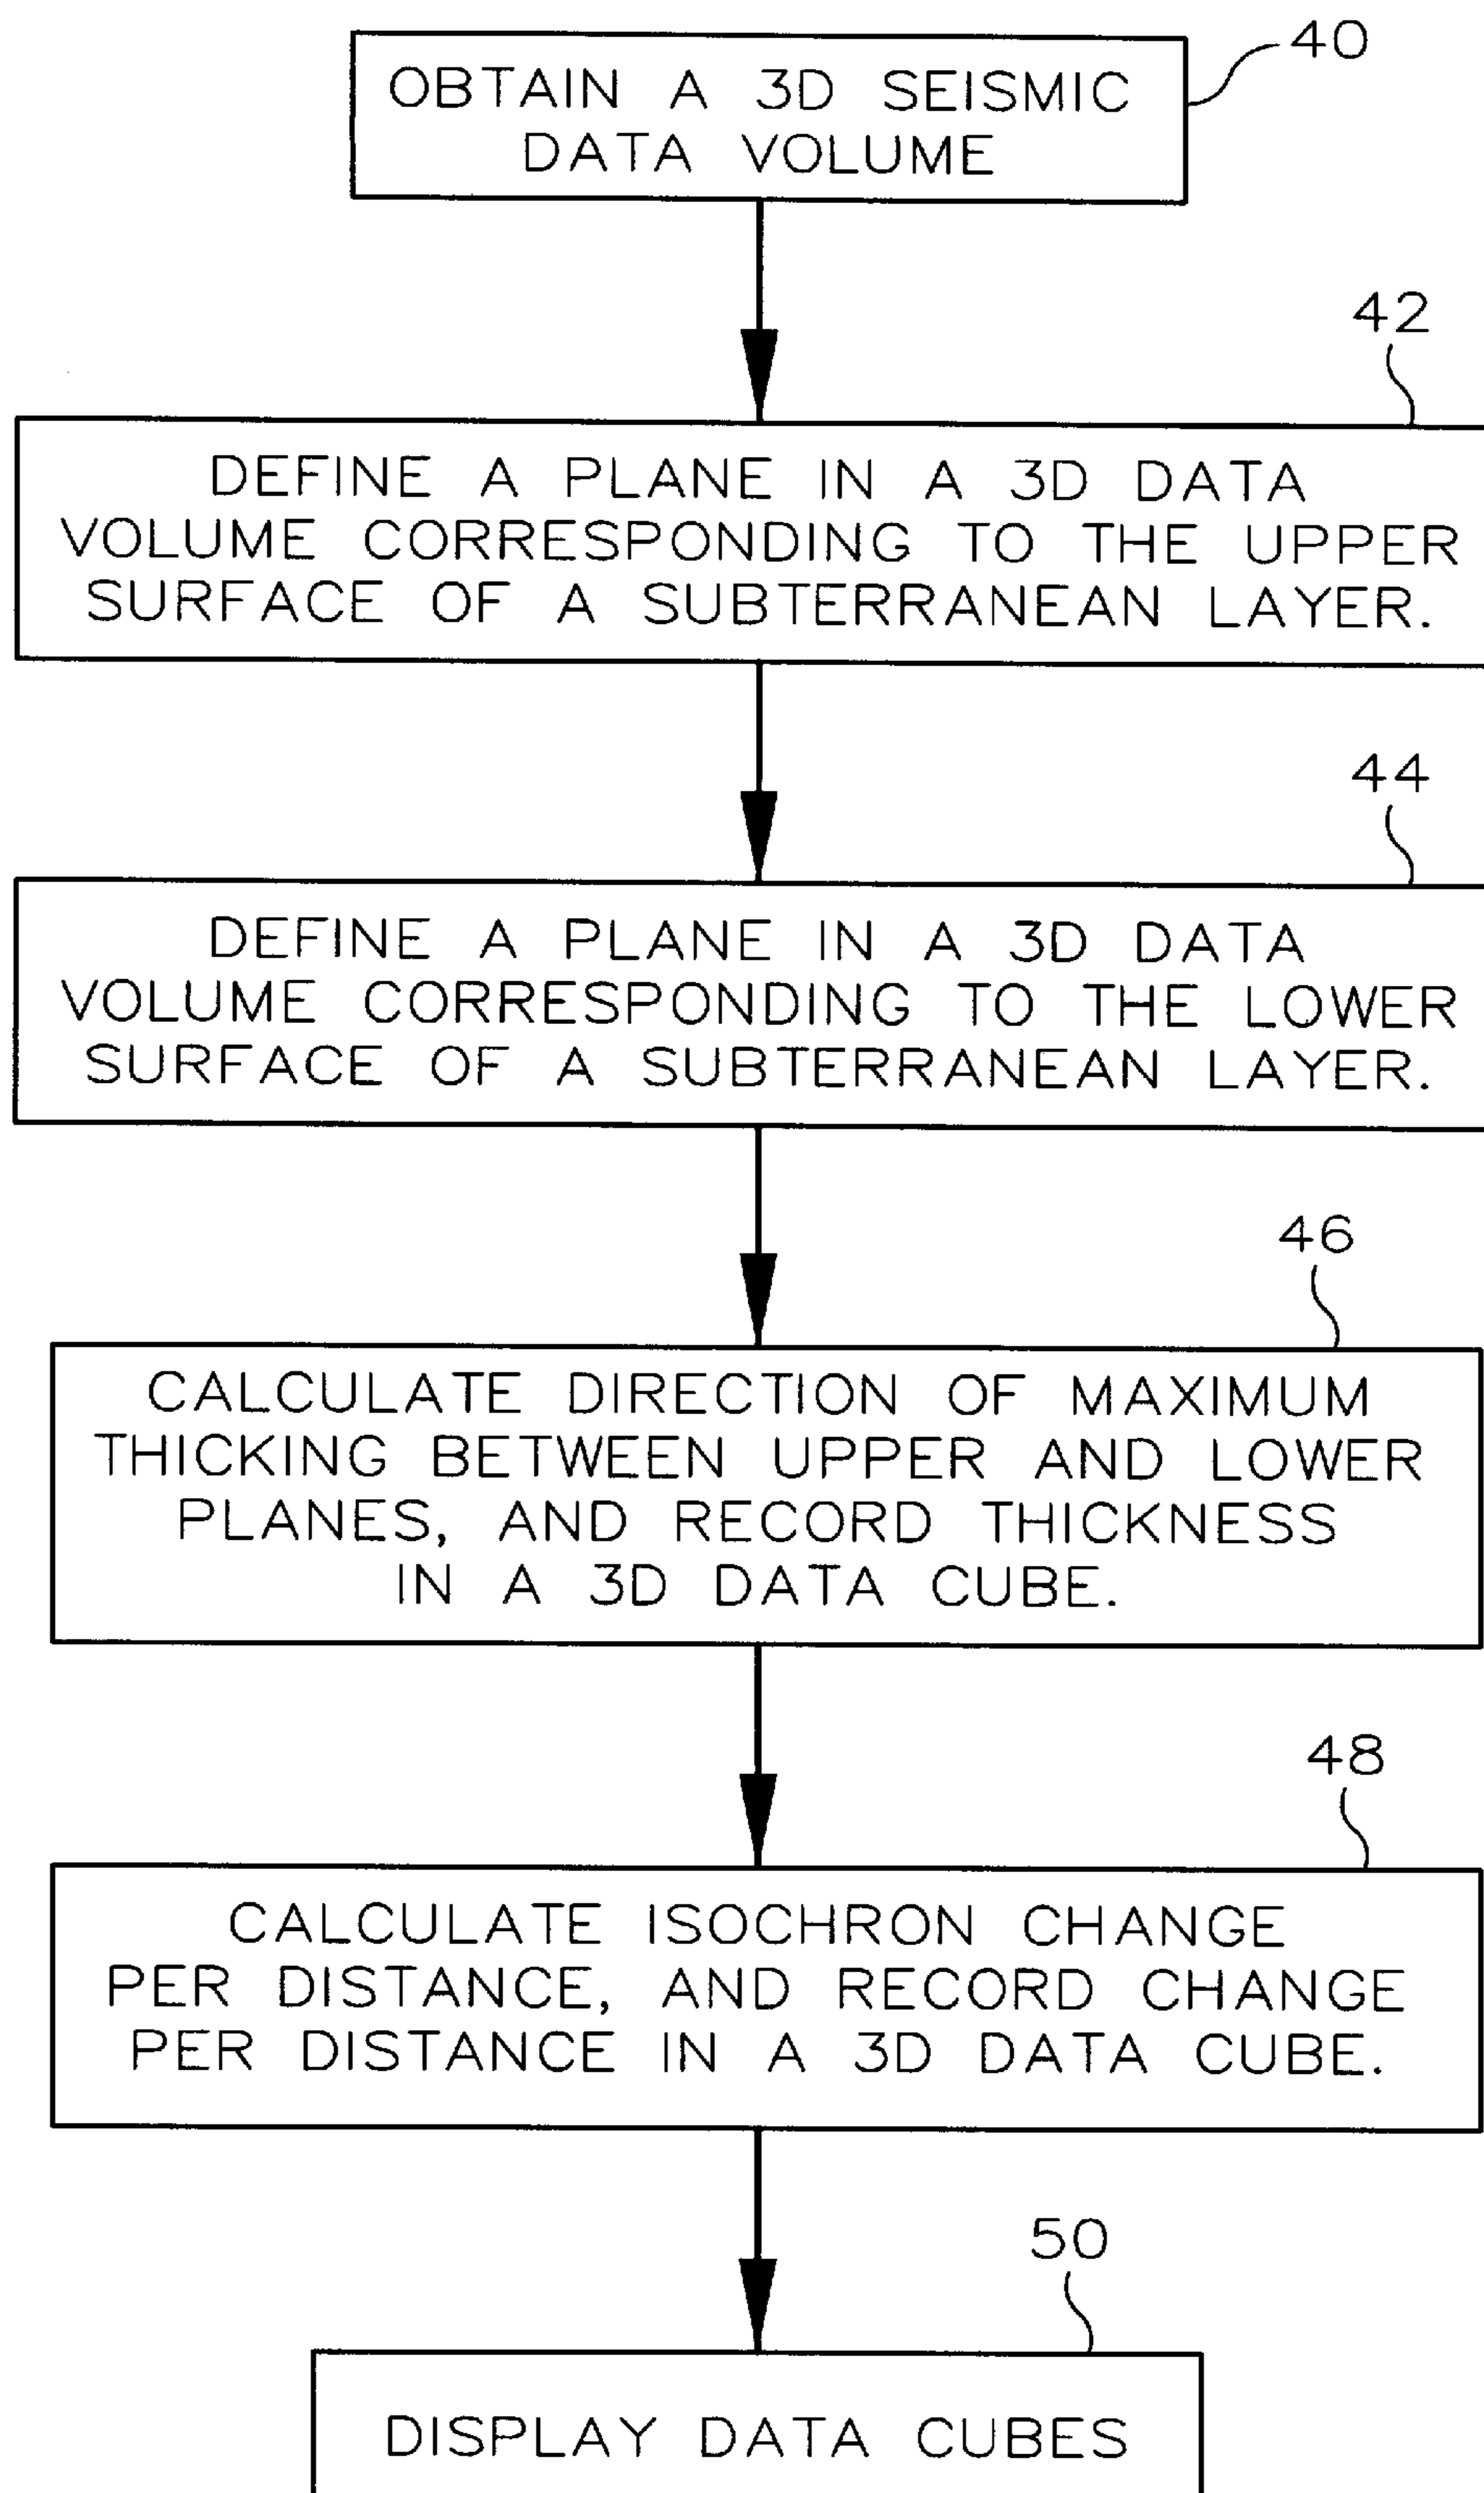 40
OBTAIN A 3D SEISMIC
DATA VOLUME
42
DEFINE A PLANE IN A 3D DATA
VOLUME CORRESPONDING TO THE UPPER
SURFACE OF A SUBTERRANEAN LAYER.
44
DEFINE A PLANE IN A 3D DATA
VOLUME CORRESPONDING TO THE LOWER
SURFACE OF A SUBTERRANEAN LAYER.
46
CALCULATE DIRECTION OF MAXIMUM
THICKING BETWEEN UPPER AND LOWER
PLANES, AND RECORD THICKNESS
IN A 3D DATA CUBE.
48
CALCULATE ISOCHRON CHANGE
PER DISTANCE, AND RECORD CHANGE
PER DISTANCE IN A 3D DATA CUBE.
50
DISPLAY DATA CUBES